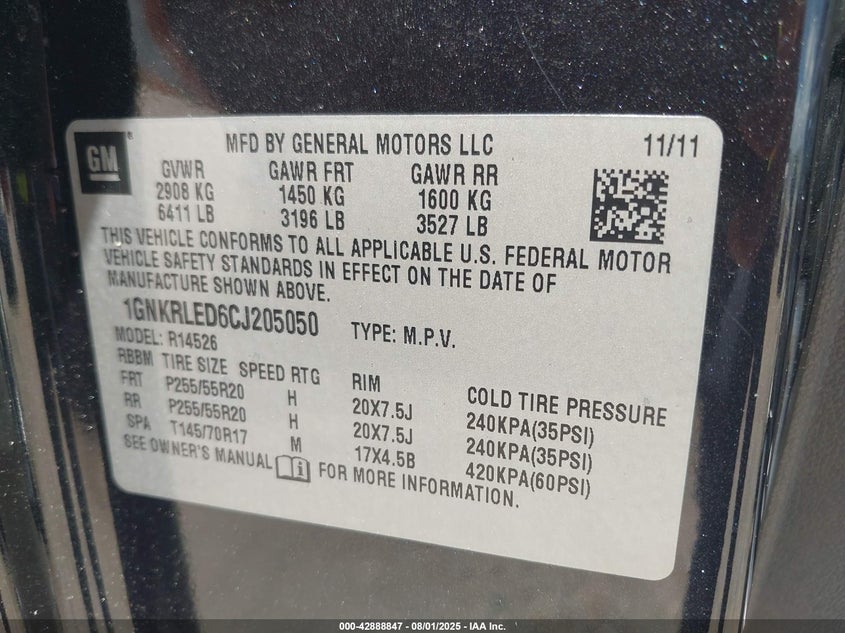 GM
MFD BY GENERAL MOTORS LLC 11/11
GVWR GAWR FRT GAWR RR
2908 KG 1450 KG 1600 KG
6411 LB 3196 LB 3527 LB
THIS VEHICLE CONFORMS TO ALL APPLICABLE U.S. FEDERAL MOTOR
VEHICLE SAFETY STANDARDS IN EFFECT ON THE DATE OF
MANUFACTURE SHOWN ABOVE.
1GNKRLED6CJ205050 TYPE: M.P.V.
MODEL: R14526
RBBM TIRE SIZE SPEED RTG RIM COLD TIRE PRESSURE
FRT P255/55R20 H 20X7.5J 240KPA(35PSI)
RR P255/55R20 H 20X7.5J 240KPA(35PSI)
SPA T145/70R17 M 17X4.5B 420KPA(60PSI)
SEE OWNER'S MANUAL i FOR MORE INFORMATION.
000-42888847 - 08/01/2025 - IAA Inc.